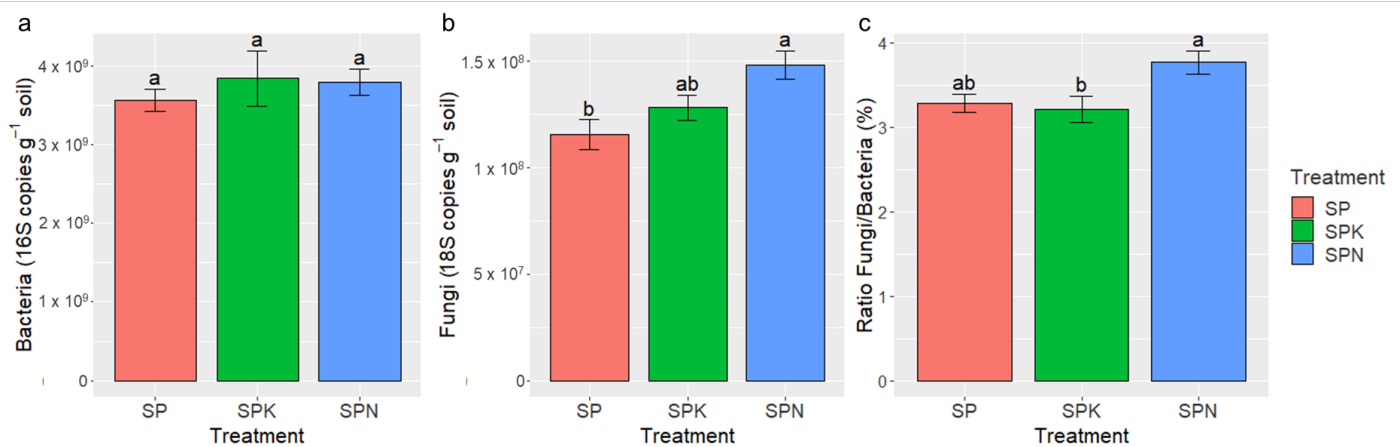 a
Bacteria (16S copies g⁻¹ soil)
4 x 10⁹
3 x 10⁹
2 x 10⁹
1 x 10⁹
0
a
a
a
SP
SPK
SPN
Treatment
b
Fungi (18S copies g⁻¹ soil)
1.5 x 10⁸
1 x 10⁸
5 x 10⁷
0
b
ab
a
SP
SPK
SPN
Treatment
c
Ratio Fungi/Bacteria (%)
4
3
2
1
0
ab
b
a
SP
SPK
SPN
Treatment
Treatment
SP
SPK
SPN